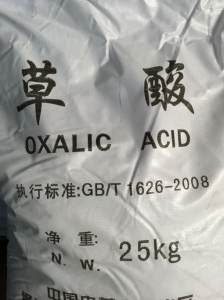 草 酸
OXALIC ACID
执行标准:GB/T 1626-2008
净 重:
N. W. 25kg